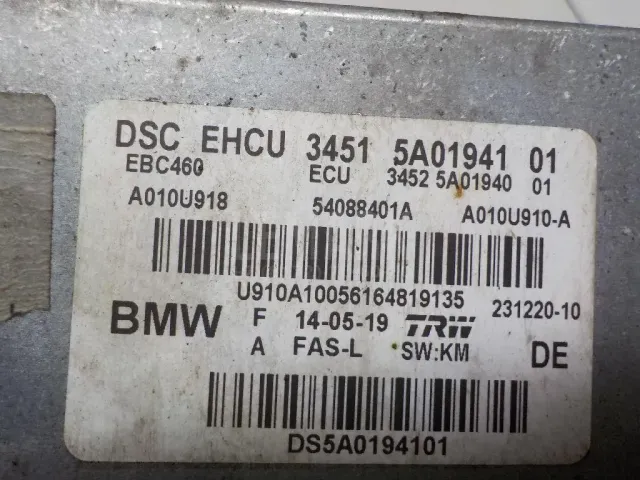 DSC EHCU 3451 5A01941 01
EBC460 ECU 3452 5A01940 01
A010U918 54088401A A010U910-A
U910A10056164819135 231220-10
BMW F 14-05-19 TRW
A FAS-L SW:KM DE
DS5A0194101